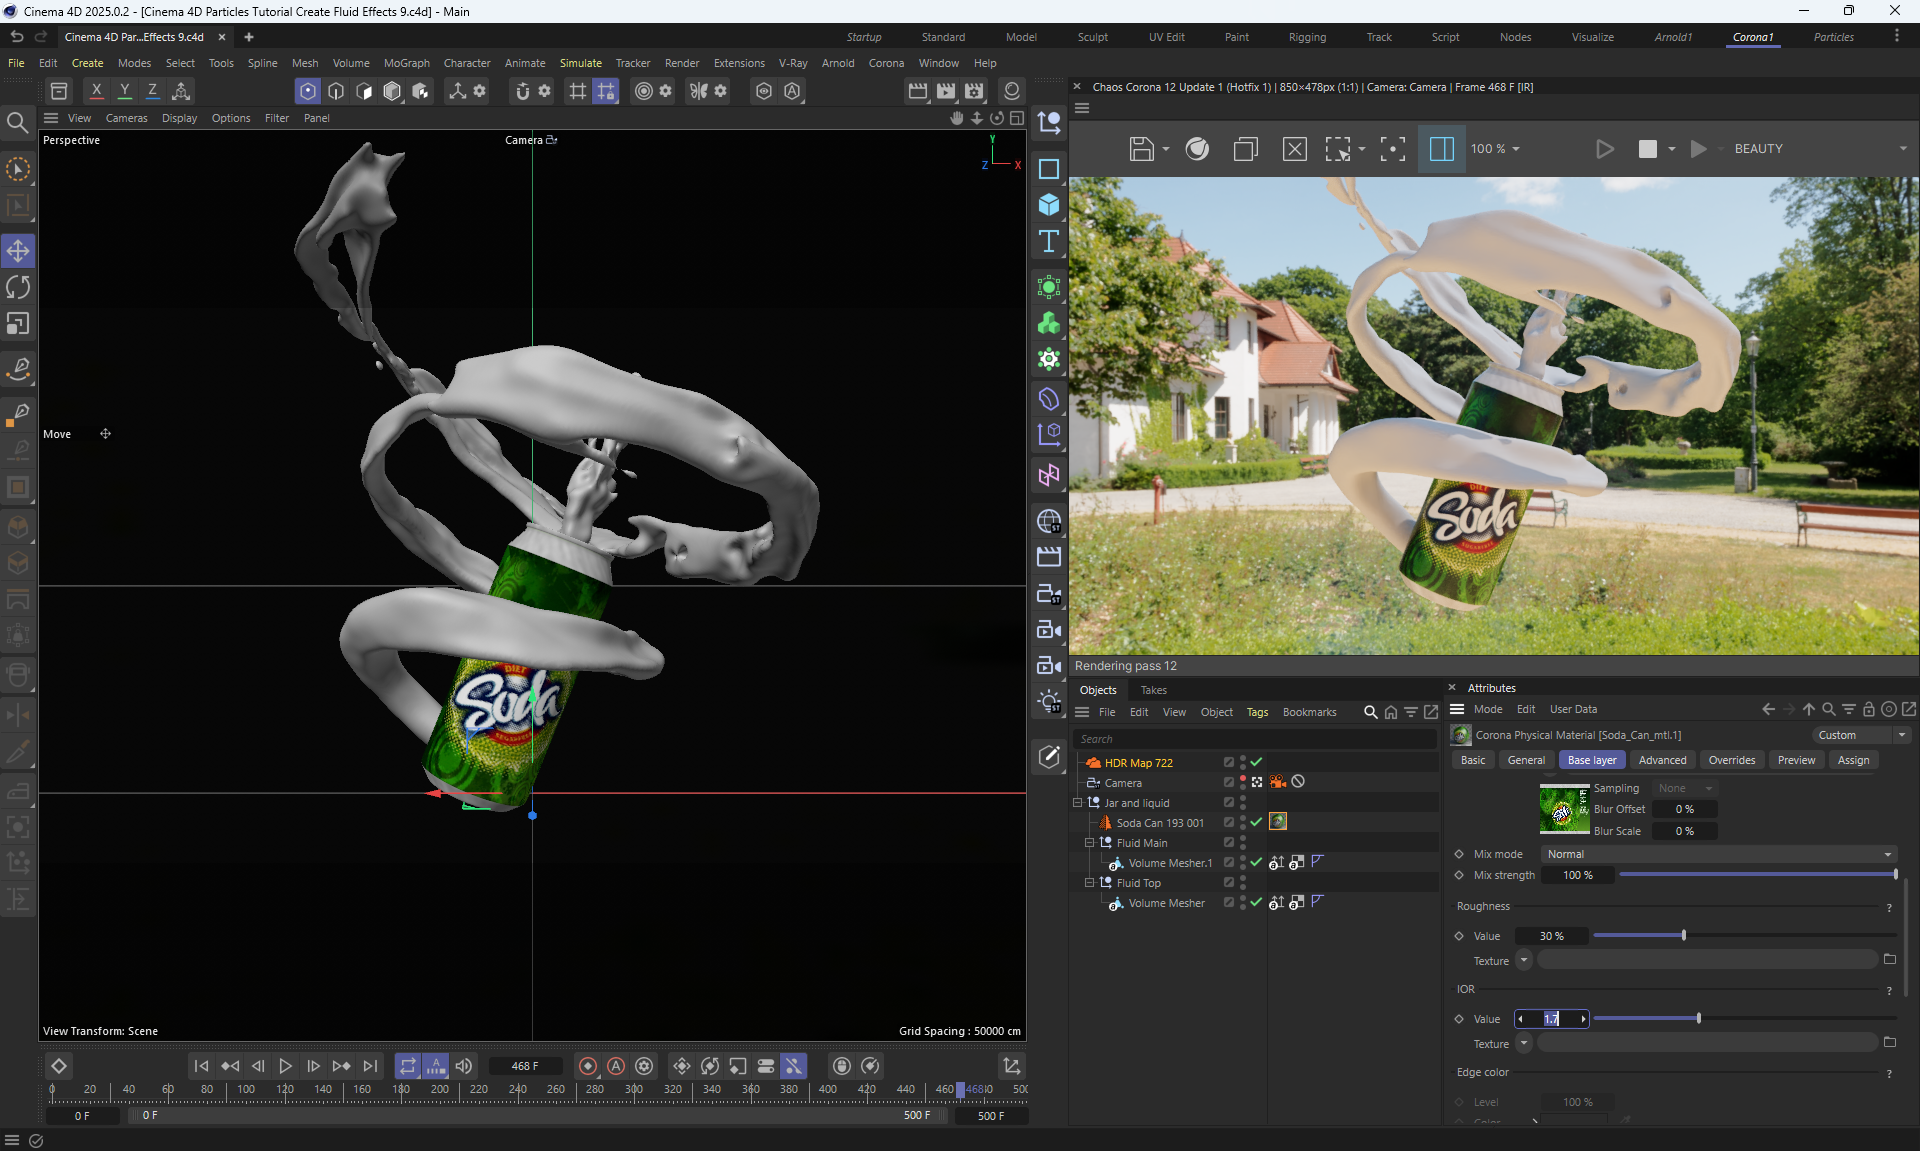 Cinema 4D 2025.0.2 - [Cinema 4D Particles Tutorial Create Fluid Effects 9.c4d] - Main
Cinema 4D Par...Effects 9.c4d
Startup Standard Model Sculpt UV Edit Paint Rigging Track Script Nodes Visualize Arnold1 Corona1 Particles
File Edit Create Modes Select Tools Spline Mesh Volume MoGraph Character Animate Simulate Tracker Render Extensions V-Ray Arnold Corona Window Help
X Y Z
Chaos Corona 12 Update 1 (Hotfix 1) | 850×478px (1:1) | Camera: Camera | Frame 468 F [IR]
View Cameras Display Options Filter Panel
Perspective
Camera
Y
Z X
100 %
BEAUTY
Move
DIET
Soda
SUGARFREE
DIET
Soda
SUGARFREE
View Transform: Scene
Grid Spacing : 50000 cm
Rendering pass 12
Objects Takes
File Edit View Object Tags Bookmarks
Search
HDR Map 722
Camera
Jar and liquid
Soda Can 193 001
Fluid Main
Volume Mesher.1
Fluid Top
Volume Mesher
Attributes
Mode Edit User Data
Corona Physical Material [Soda_Can_mtl.1]
Custom
Basic General Base layer Advanced Overrides Preview Assign
Sampling None
Blur Offset 0 %
Blur Scale 0 %
Mix mode Normal
Mix strength 100 %
Roughness ?
Value 30 %
Texture
IOR ?
Value 1.7
Texture
Edge color ?
Level 100 %
Color
468 F
0 20 40 60 80 100 120 140 160 180 200 220 240 260 280 300 320 340 360 380 400 420 440 460 468 500
0 F 0 F 500 F 500 F